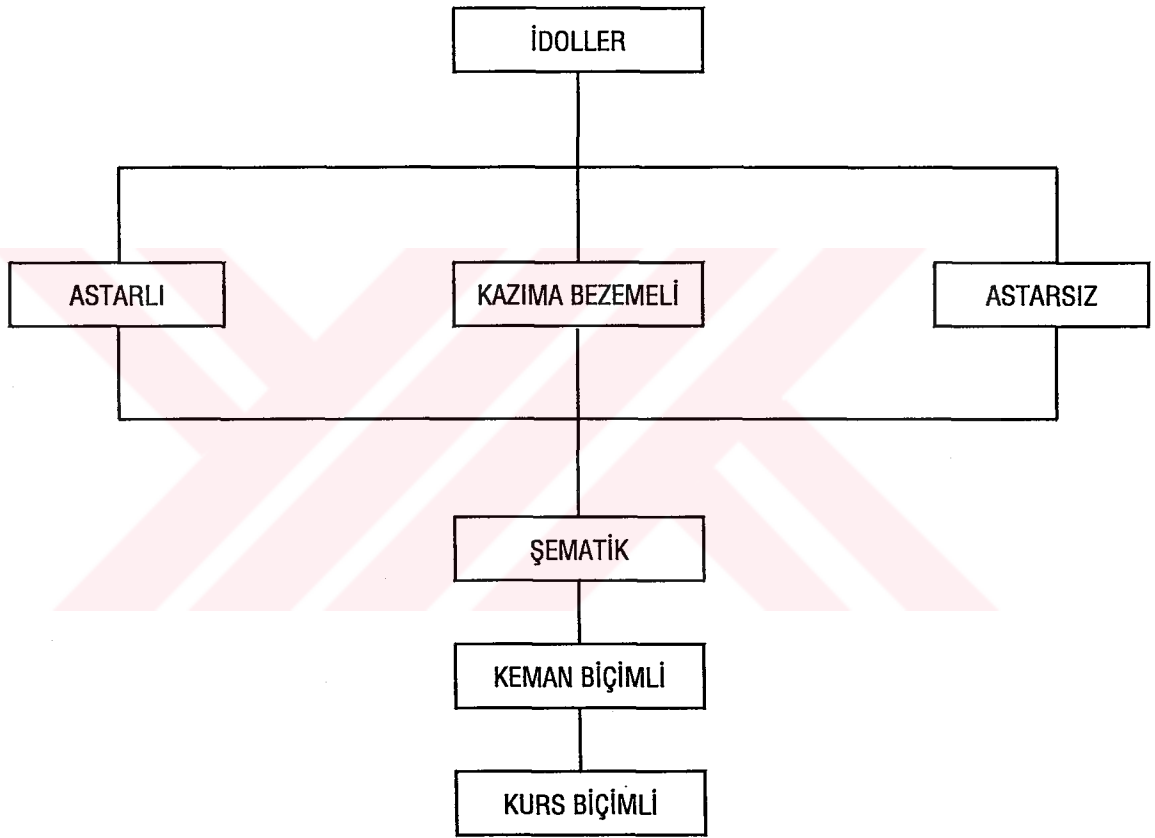 İDOLLER
ASTARLI
KAZIMA BEZEMELİ
ASTARSIZ
ŞEMATİK
KEMAN BİÇİMLİ
KURS BİÇİMLİ